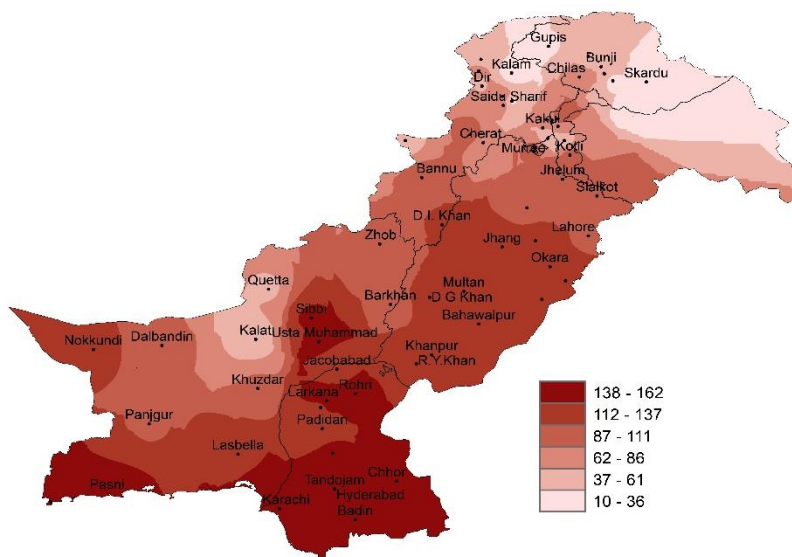 Gupis
Bunji
Kalam
Chilas
Skardu
Dir
Saidu Sharif
Kakul
Cherat
Murree
Kotli
Bannu
Jhelum
Sialkot
D.I. Khan
Lahore
Zhob
Jhang
Okara
Quetta
Multan
Barkhan
D G Khan
Sibbi
Bahawalpur
Kalat
Usta Muhammad
Nokkundi
Dalbandin
Khanpur
Jacobabad
R.Y.Khan
Khuzdar
Rohri
Larkana
Panjgur
Padidan
Lasbella
Chhor
Pasni
Tandojam
Hyderabad
Karachi
Badin
138 - 162
112 - 137
87 - 111
62 - 86
37 - 61
10 - 36